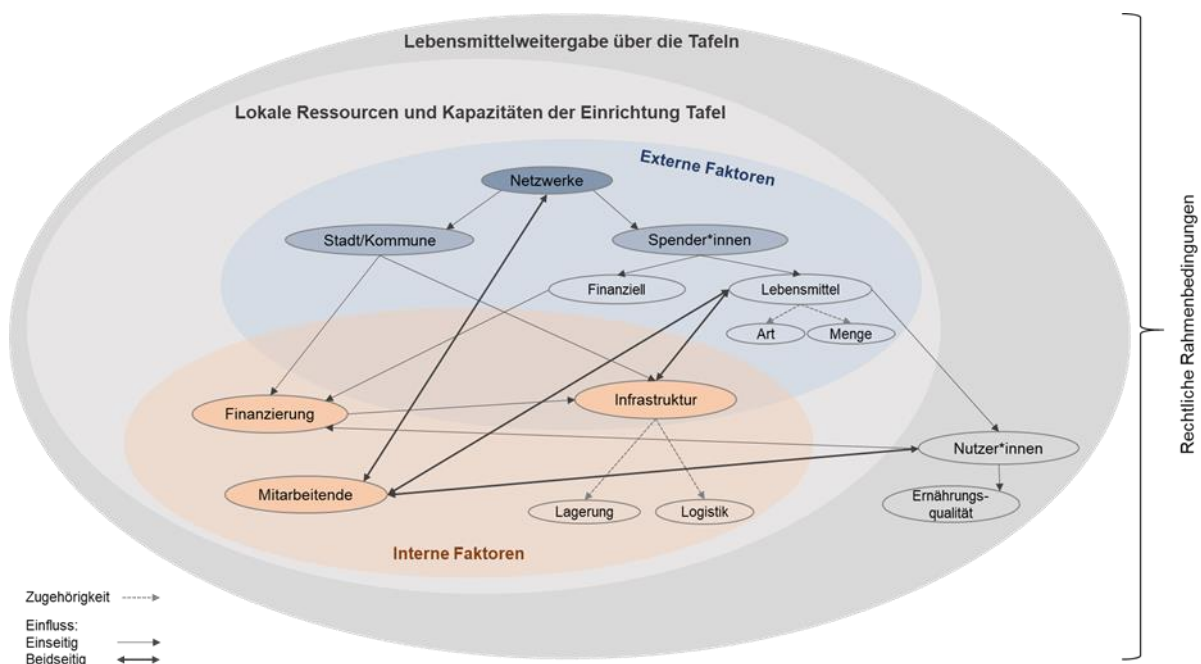 Lebensmittelweitergabe über die Tafeln
Lokale Ressourcen und Kapazitäten der Einrichtung Tafel
Externe Faktoren
Netzwerke
Stadt/Kommune
Spender*innen
Finanziell
Lebensmittel
Art
Menge
Finanzierung
Infrastruktur
Nutzer*innen
Mitarbeitende
Lagerung
Logistik
Ernährungs-
qualität
Interne Faktoren
Rechtliche Rahmenbedingungen
Zugehörigkeit
Einfluss:
Einseitig
Beidseitig